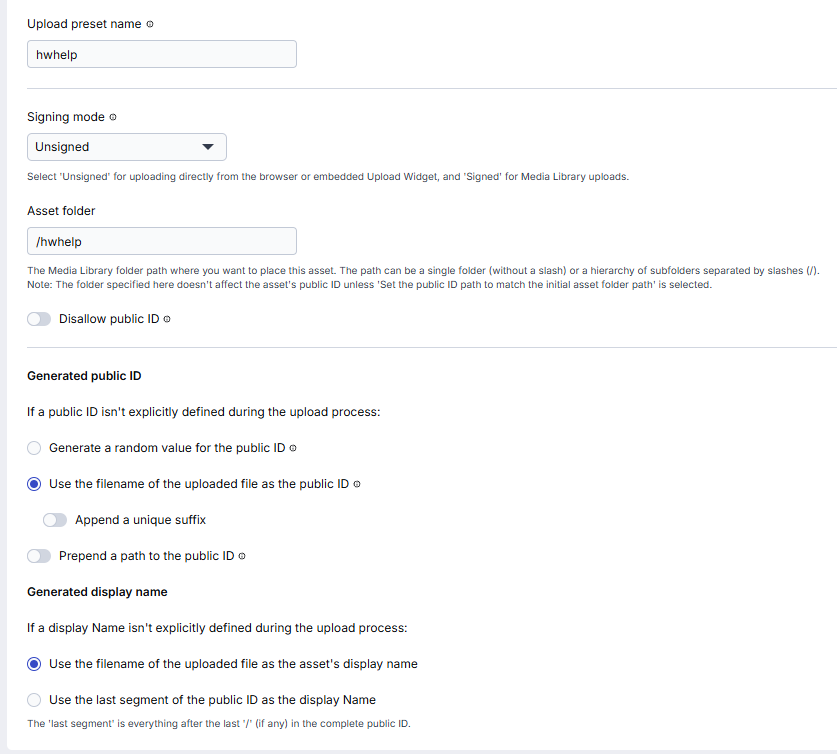 Upload preset name
hwhelp
Signing mode
Unsigned
Select 'Unsigned' for uploading directly from the browser or embedded Upload Widget, and 'Signed' for Media Library uploads.
Asset folder
/hwhelp
The Media Library folder path where you want to place this asset. The path can be a single folder (without a slash) or a hierarchy of subfolders separated by slashes (/).
Note: The folder specified here doesn't affect the asset's public ID unless 'Set the public ID path to match the initial asset folder path' is selected.
Disallow public ID
Generated public ID
If a public ID isn't explicitly defined during the upload process:
Generate a random value for the public ID
Use the filename of the uploaded file as the public ID
Append a unique suffix
Prepend a path to the public ID
Generated display name
If a display Name isn't explicitly defined during the upload process:
Use the filename of the uploaded file as the asset's display name
Use the last segment of the public ID as the display Name
The 'last segment' is everything after the last '/' (if any) in the complete public ID.